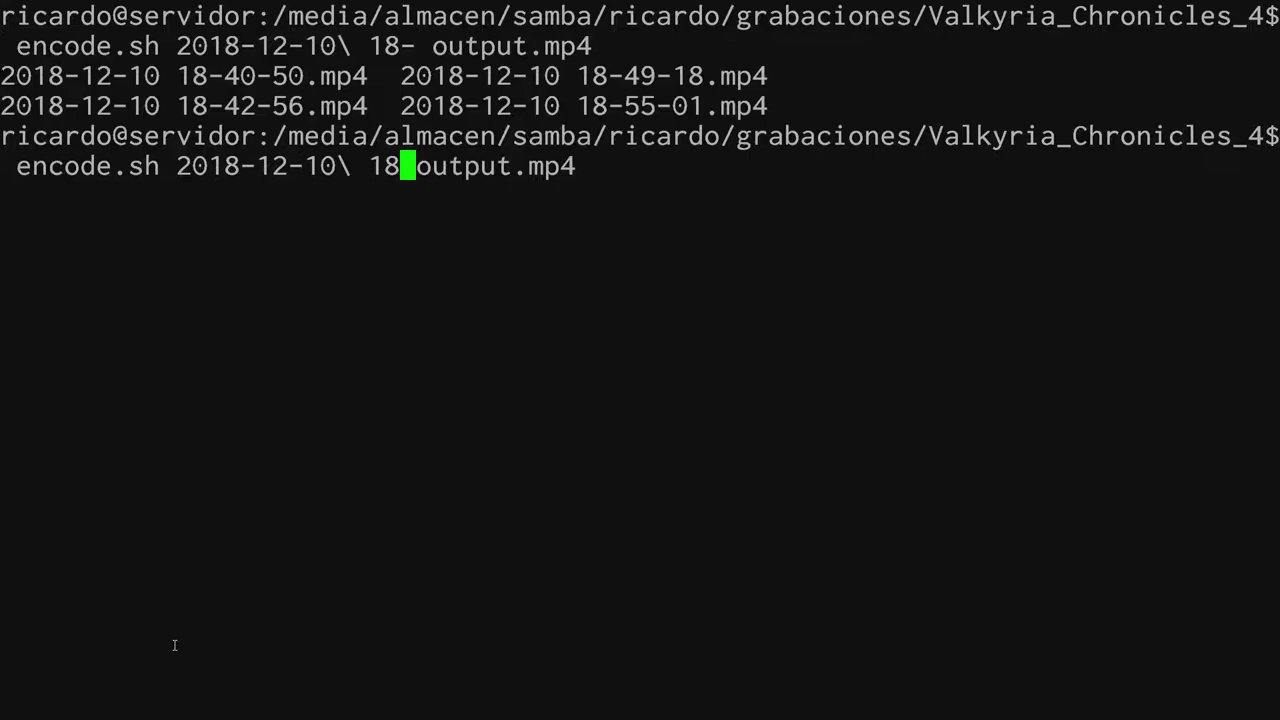 ricardo@servidor:/media/almacen/samba/ricardo/grabaciones/Valkyria_Chronicles_4$
encode.sh 2018-12-10\ 18- output.mp4
2018-12-10 18-40-50.mp4  2018-12-10 18-49-18.mp4
2018-12-10 18-42-56.mp4  2018-12-10 18-55-01.mp4
ricardo@servidor:/media/almacen/samba/ricardo/grabaciones/Valkyria_Chronicles_4$
encode.sh 2018-12-10\ 18 output.mp4